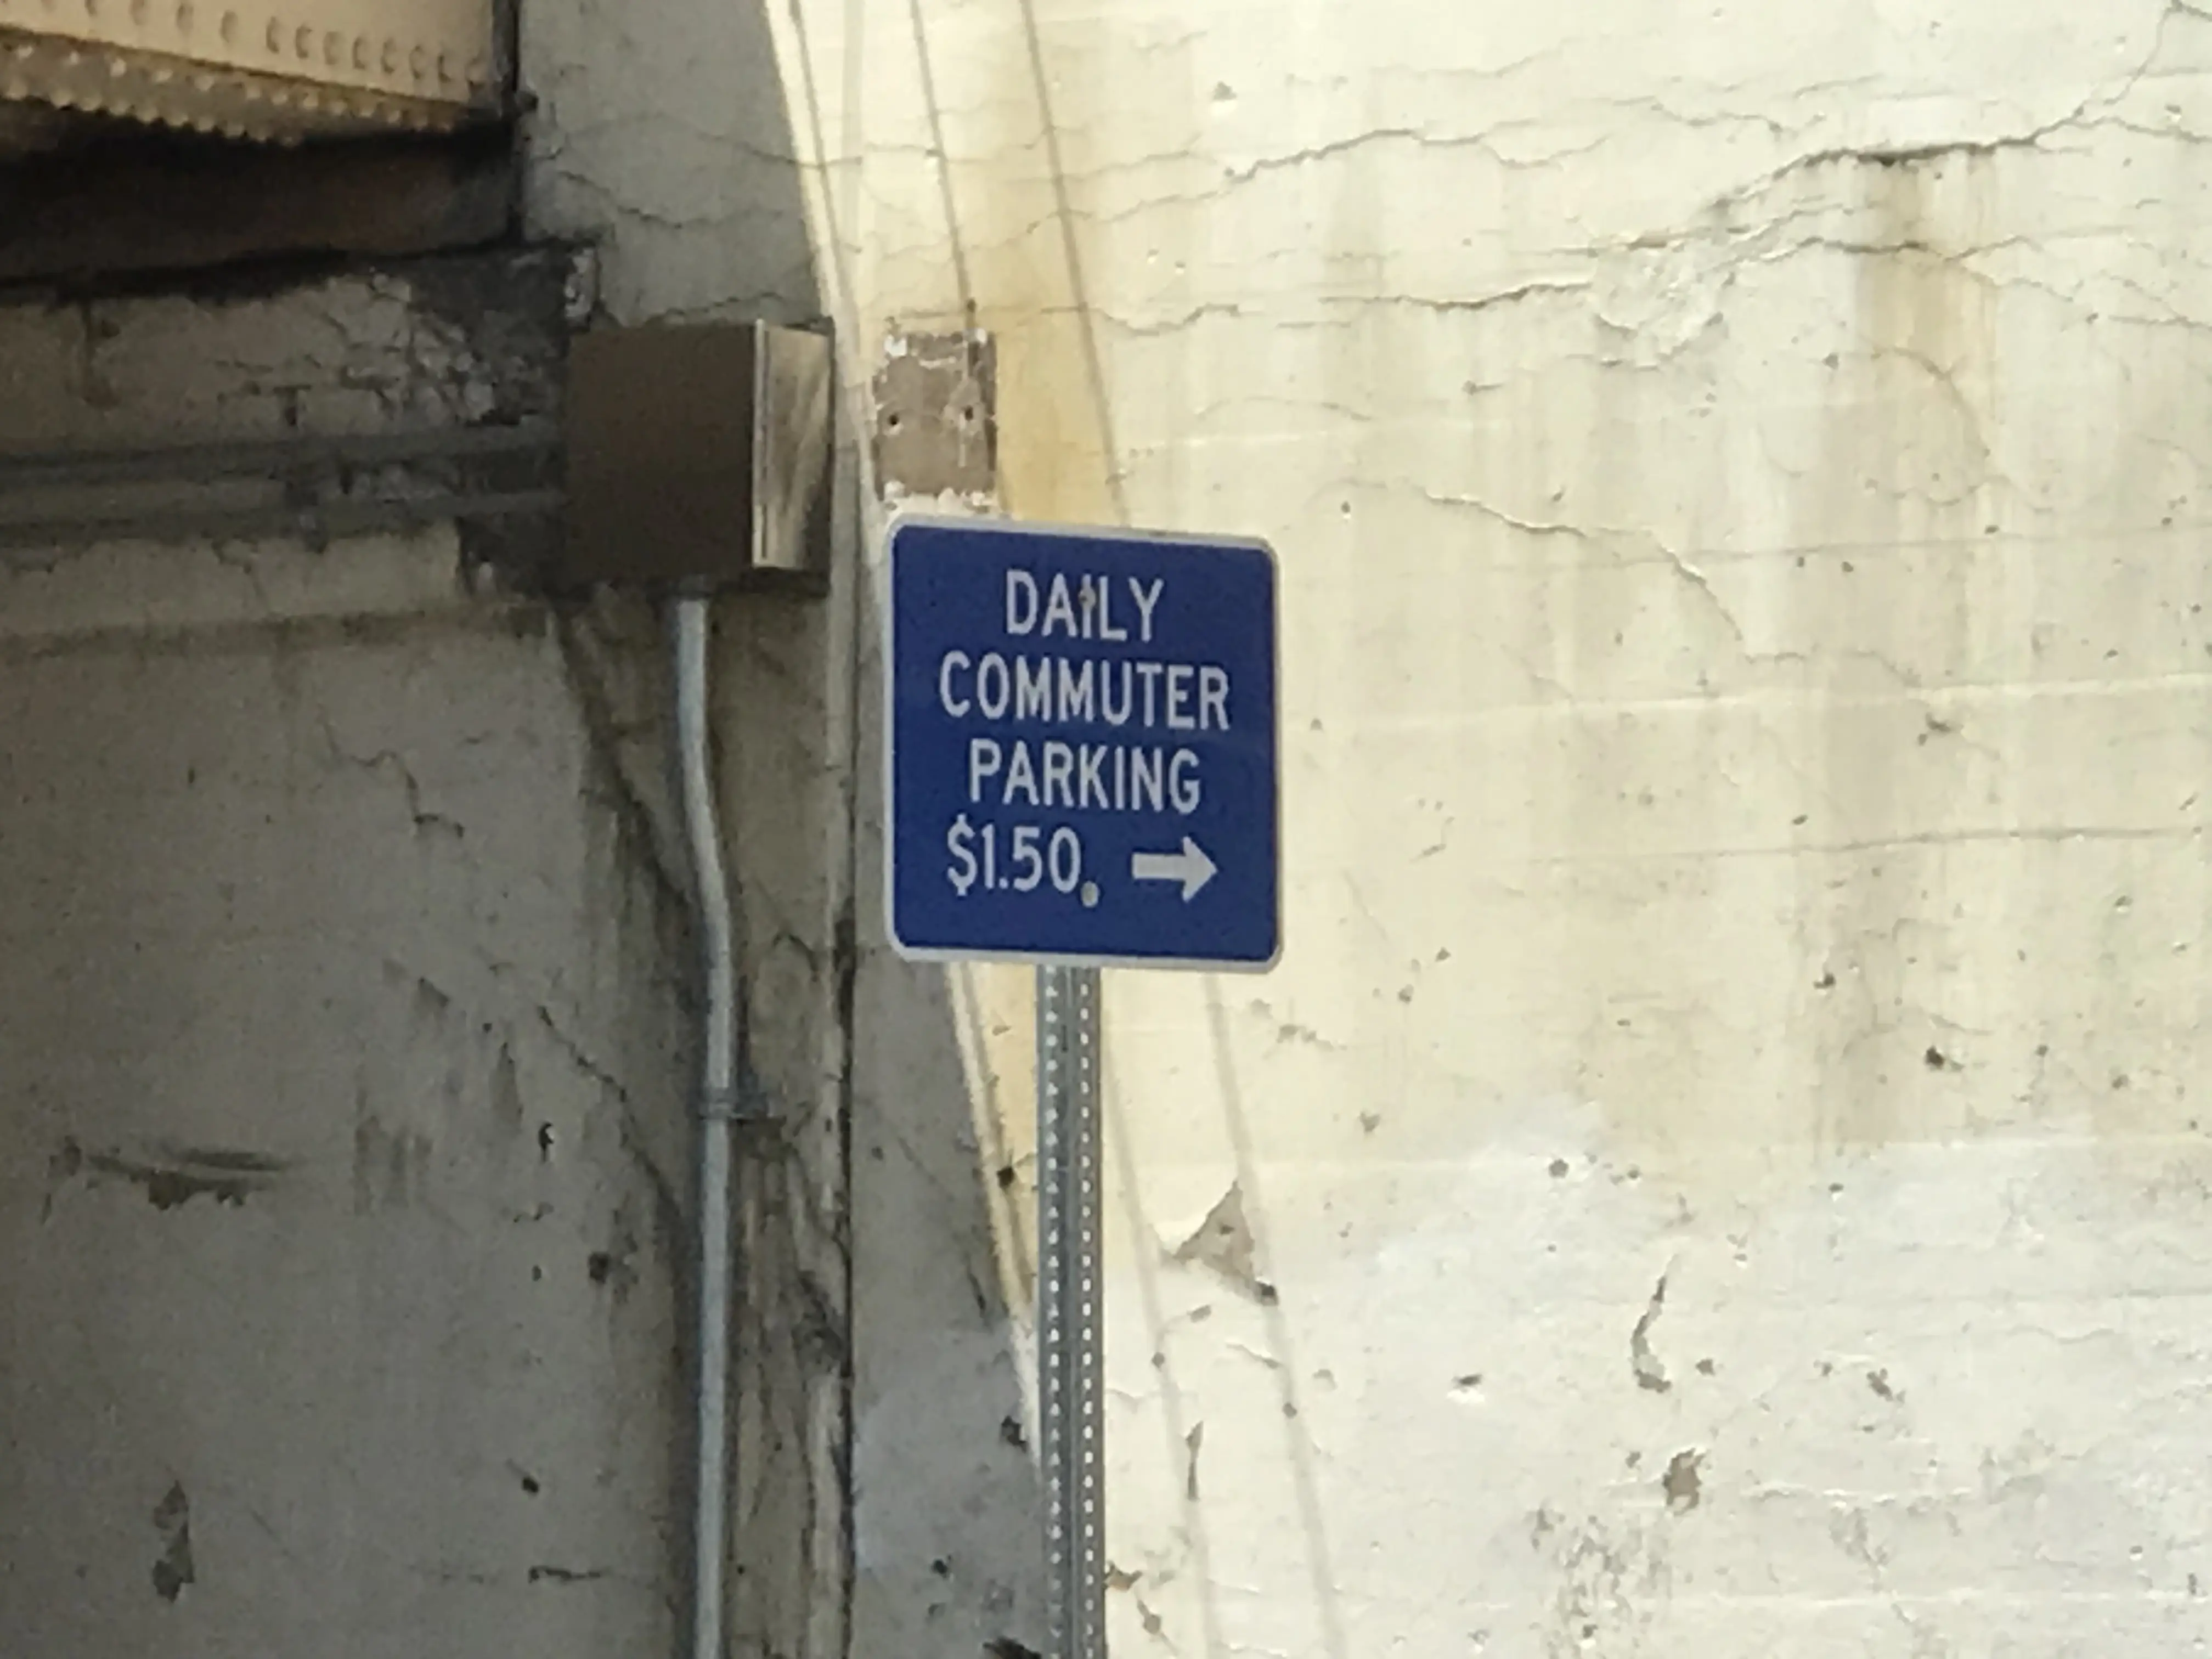 DAILY
COMMUTER
PARKING
$1.50 →